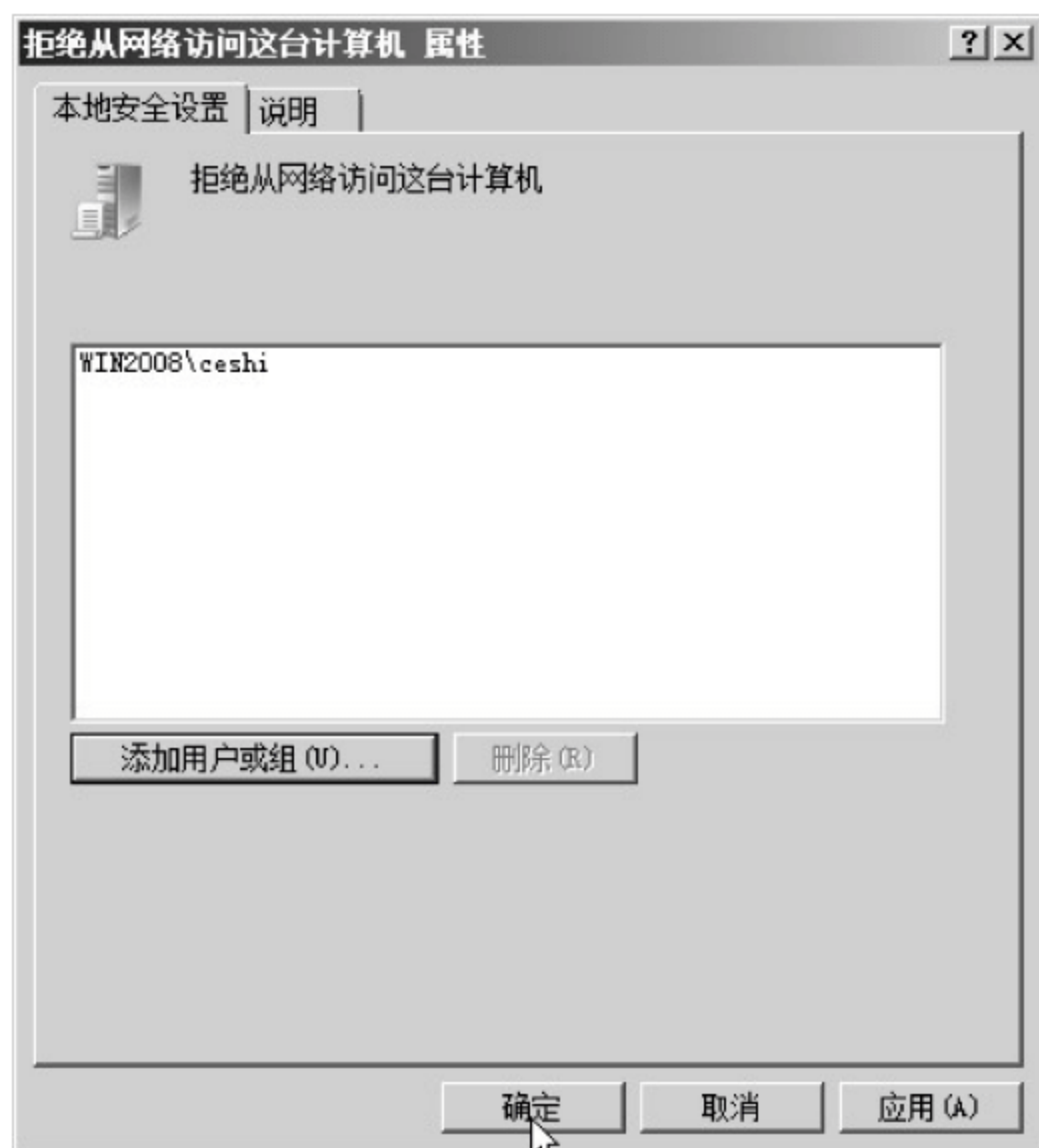 拒绝从网络访问这台计算机 属性
本地安全设置 说明
拒绝从网络访问这台计算机
WIN2008\ceshi
添加用户或组(U)... 删除(R)
确定 取消 应用(A)